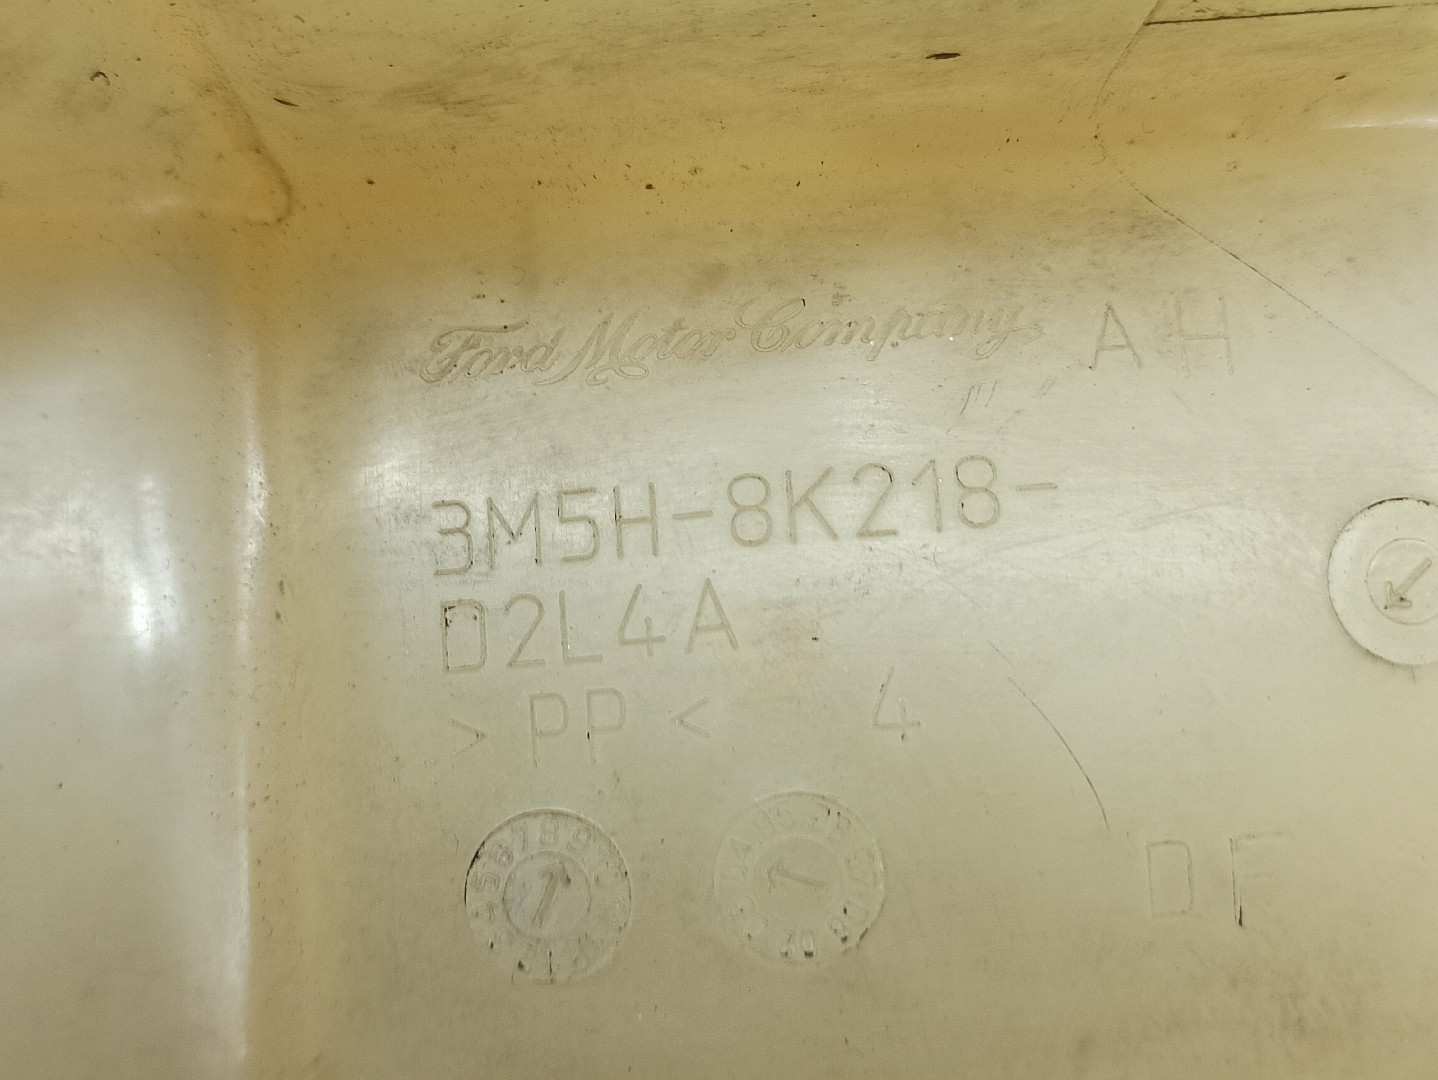 Ford Motor Company AH
3M5H-8K218-
D2L4A
> PP < 4
DF